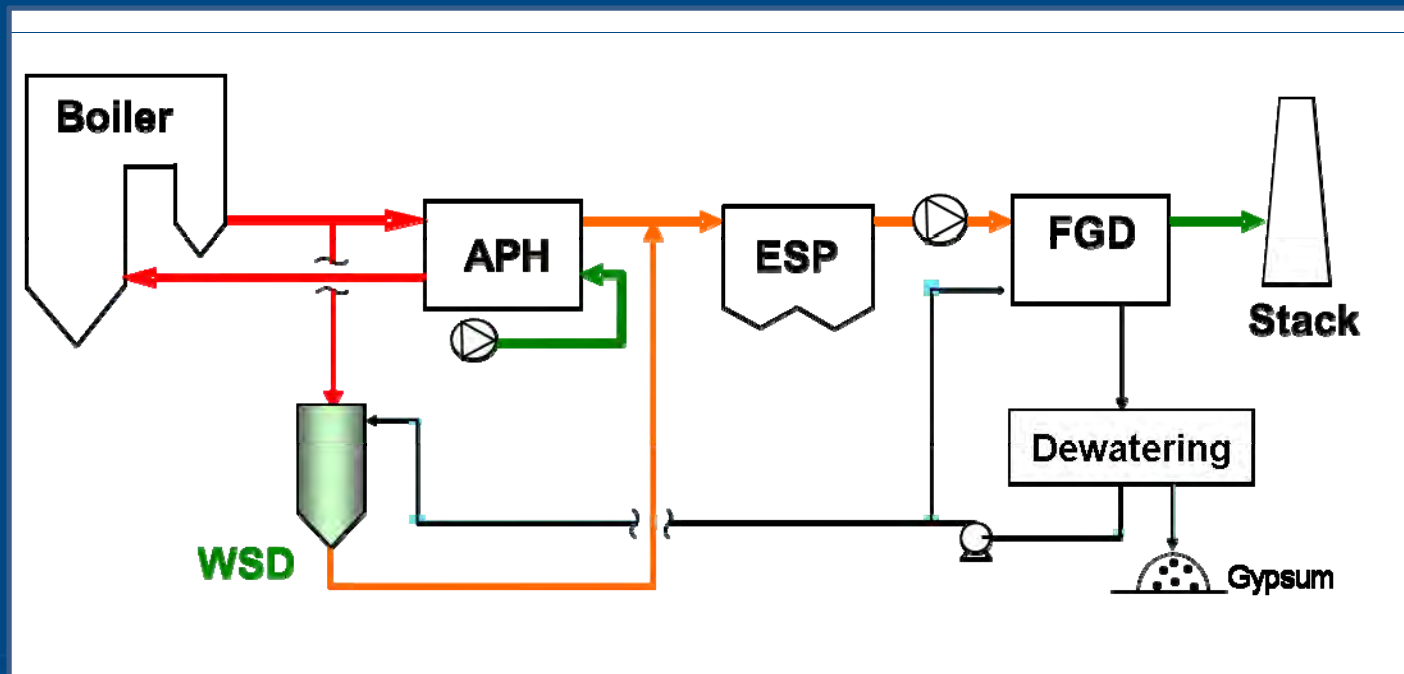 Boiler
APH
ESP
FGD
Stack
Dewatering
WSD
Gypsum